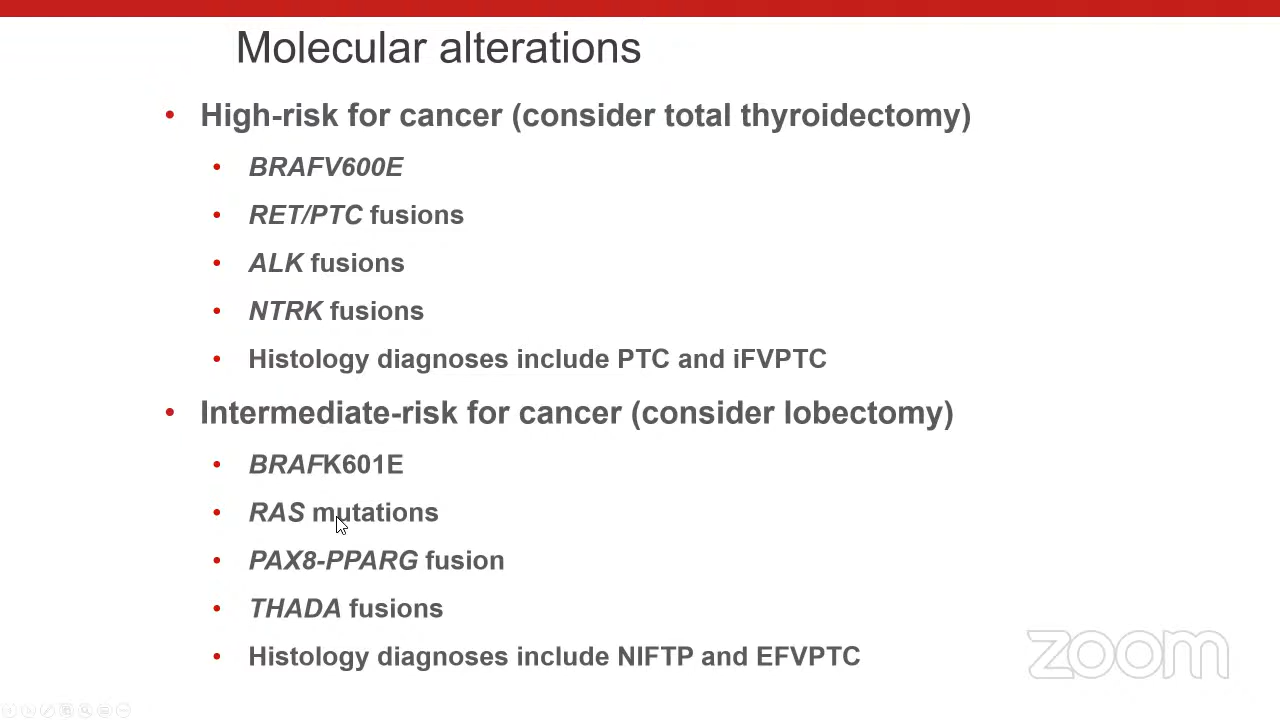 Molecular alterations
• High-risk for cancer (consider total thyroidectomy)
• BRAFV600E
• RET/PTC fusions
• ALK fusions
• NTRK fusions
• Histology diagnoses include PTC and iFVPTC
• Intermediate-risk for cancer (consider lobectomy)
• BRAFK601E
• RAS mutations
• PAX8-PPARG fusion
• THADA fusions
• Histology diagnoses include NIFTP and EFVPTC
zoom